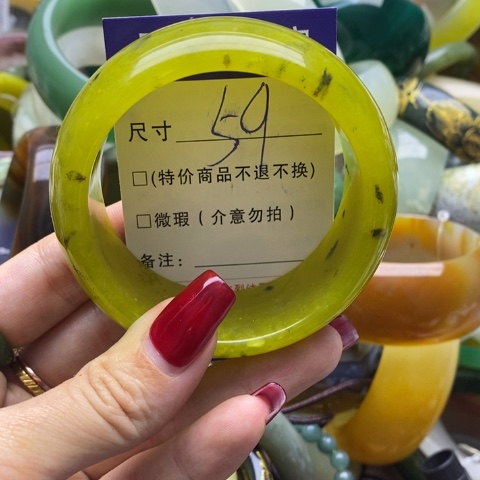 尺寸 59
□(特价商品不退不换)
□微瑕（介意勿拍）
备注：